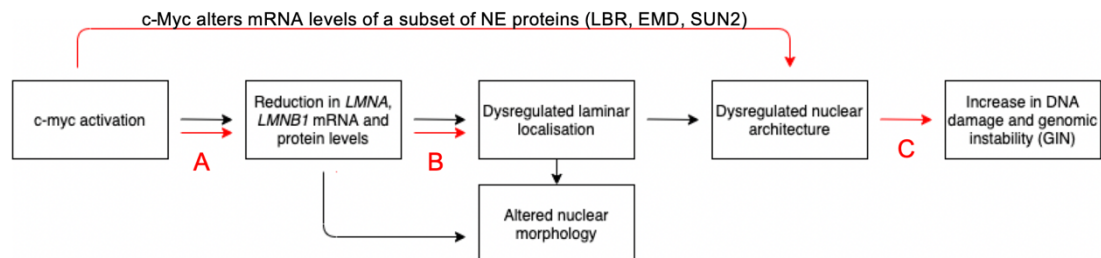 c-Myc alters mRNA levels of a subset of NE proteins (LBR, EMD, SUN2)
c-myc activation
A
Reduction in LMNA,
LMNB1 mRNA and
protein levels
B
Dysregulated laminar
localisation
Dysregulated nuclear
architecture
C
Increase in DNA
damage and genomic
instability (GIN)
Altered nuclear
morphology